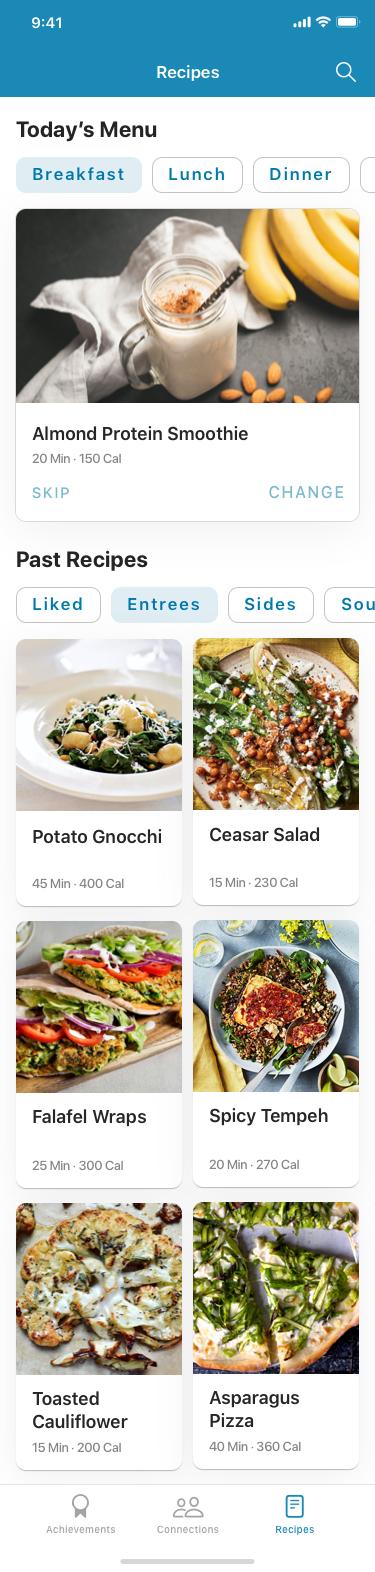 9:41
Recipes
Today's Menu
Breakfast
Lunch
Dinner
Almond Protein Smoothie
20 Min · 150 Cal
SKIP
CHANGE
Past Recipes
Liked
Entrees
Sides
Sou
Potato Gnocchi
45 Min · 400 Cal
Ceasar Salad
15 Min · 230 Cal
Falafel Wraps
25 Min · 300 Cal
Spicy Tempeh
20 Min · 270 Cal
Toasted
Cauliflower
15 Min · 200 Cal
Asparagus
Pizza
40 Min · 360 Cal
Achievements
Connections
Recipes